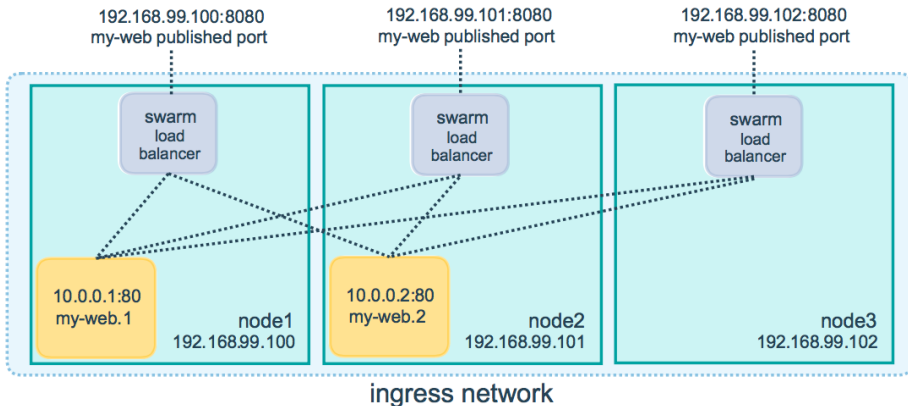 192.168.99.100:8080
my-web published port
192.168.99.101:8080
my-web published port
192.168.99.102:8080
my-web published port
swarm
load
balancer
swarm
load
balancer
swarm
load
balancer
10.0.0.1:80
my-web.1
node1
192.168.99.100
10.0.0.2:80
my-web.2
node2
192.168.99.101
node3
192.168.99.102
ingress network